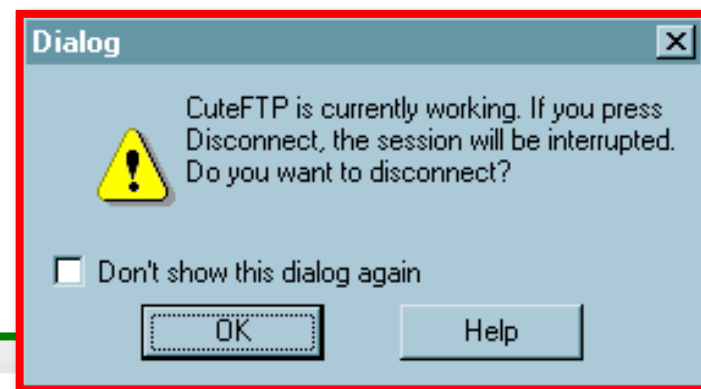 Dialog
CuteFTP is currently working. If you press
Disconnect, the session will be interrupted.
Do you want to disconnect?
Don't show this dialog again
OK Help